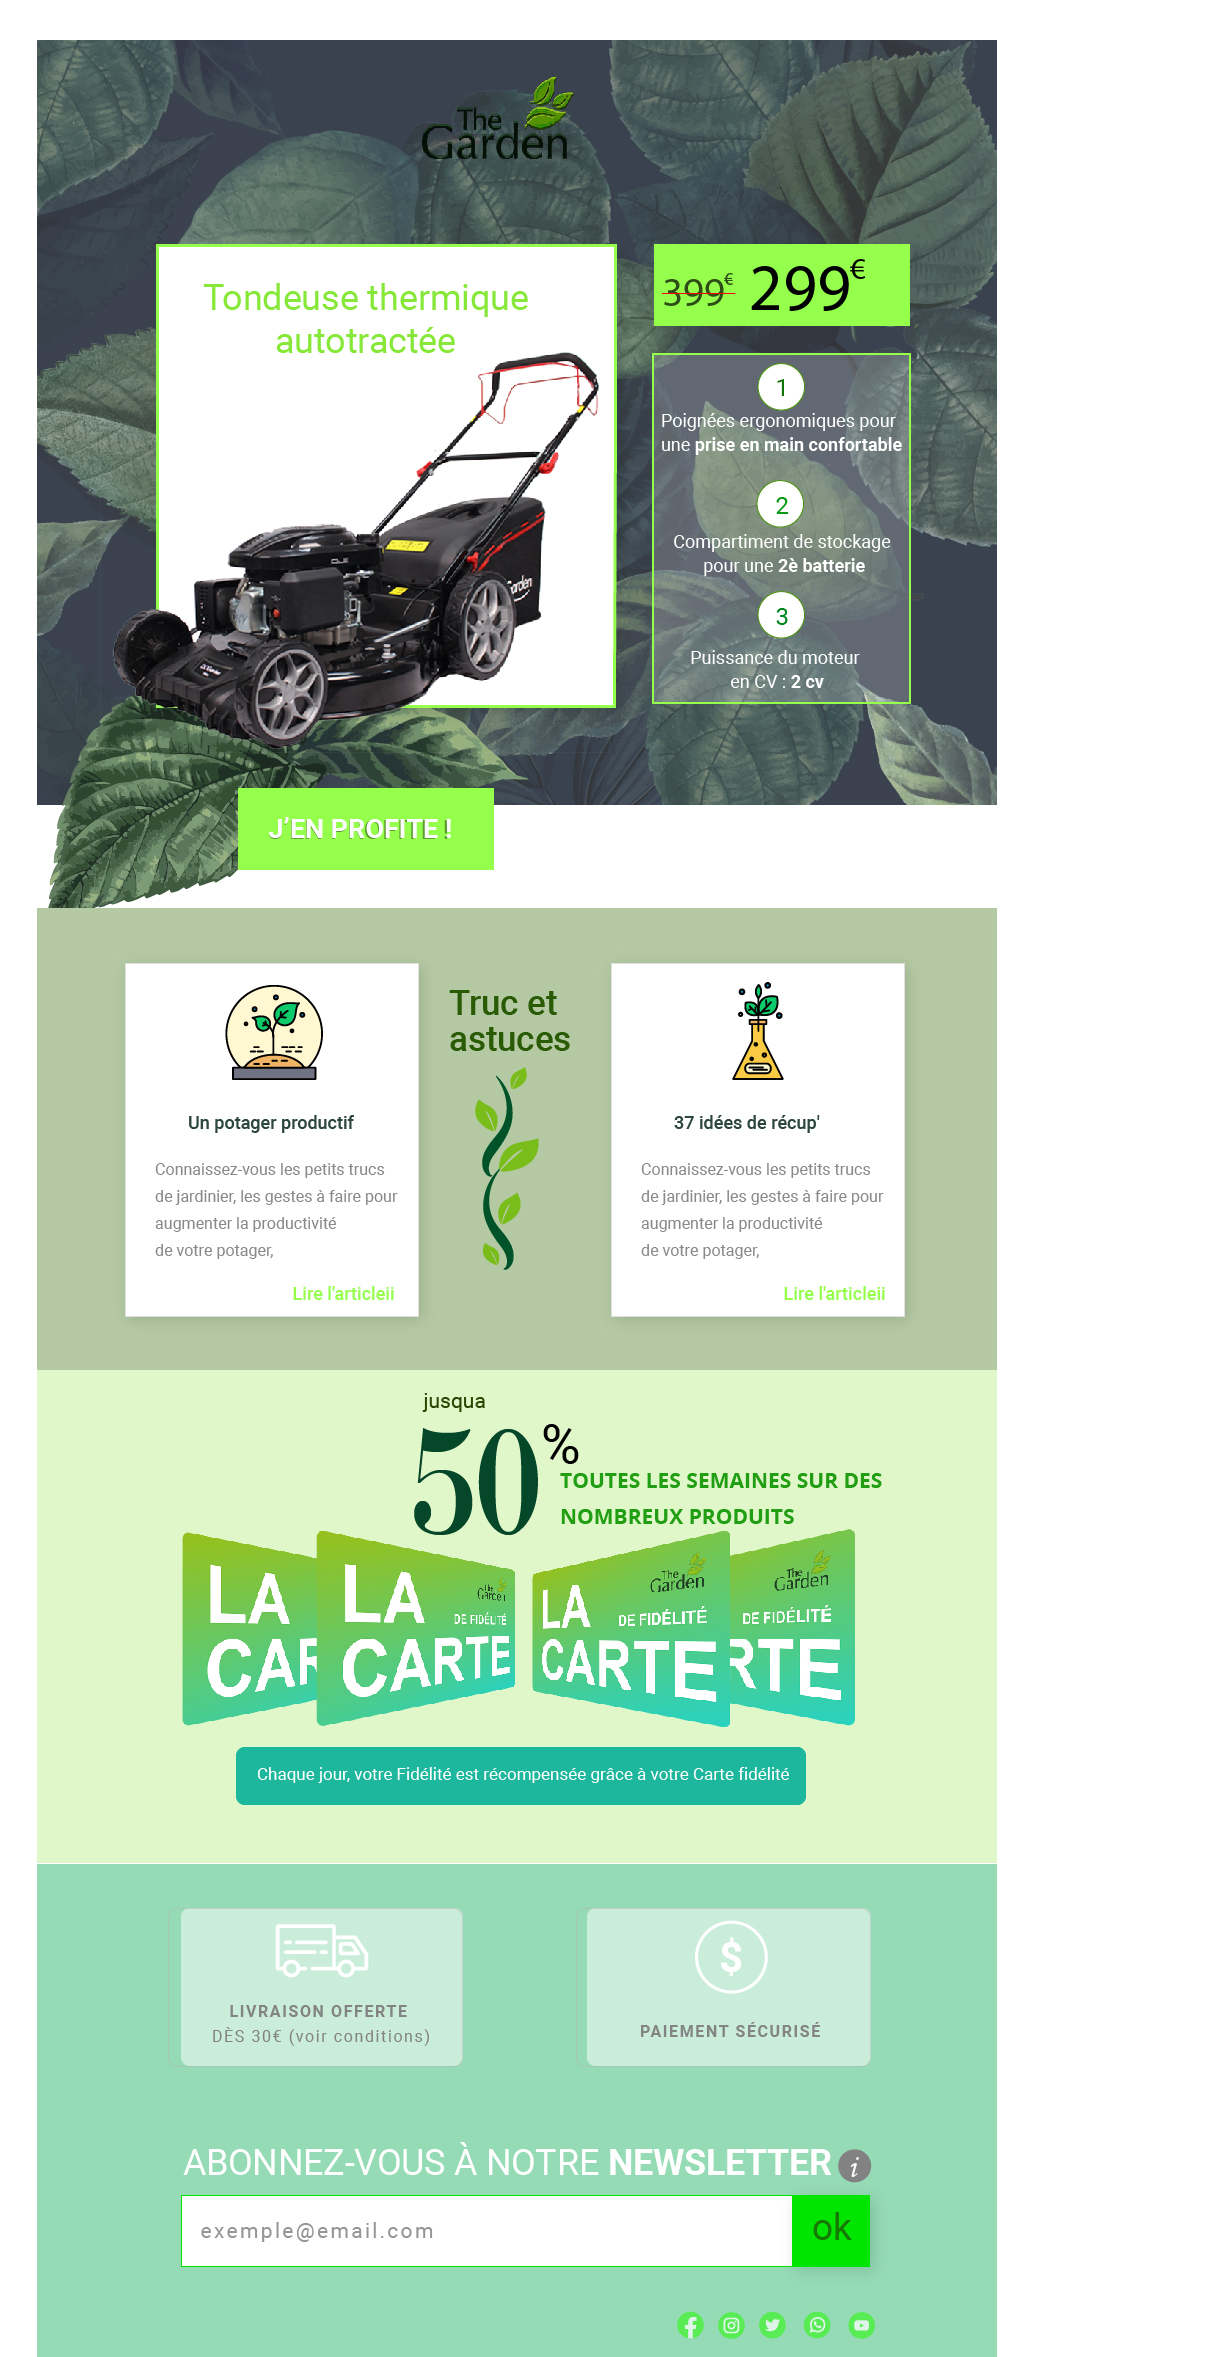 The
Garden
Tondeuse thermique
autotractée
399€ 299€
1
Poignées ergonomiques pour
une prise en main confortable
2
Compartiment de stockage
pour une 2è batterie
3
Puissance du moteur
en CV : 2 cv
J'EN PROFITE !
Truc et
astuces
Un potager productif
Connaissez-vous les petits trucs
de jardinier, les gestes à faire pour
augmenter la productivité
de votre potager,
Lire l'articleii
37 idées de récup'
Connaissez-vous les petits trucs
de jardinier, les gestes à faire pour
augmenter la productivité
de votre potager,
Lire l'articleii
jusqua
50%
TOUTES LES SEMAINES SUR DES
NOMBREUX PRODUITS
LA
CAR
The
Garden
LA
DE FIDÉLITÉ
CARTE
The
Garden
LA
DE FIDÉLITÉ
CARTE
The
Garden
DE FIDÉLITÉ
RTE
Chaque jour, votre Fidélité est récompensée grâce à votre Carte fidélité
LIVRAISON OFFERTE
DÈS 30€ (voir conditions)
$
PAIEMENT SÉCURISÉ
ABONNEZ-VOUS À NOTRE NEWSLETTER i
exemple@email.com
ok